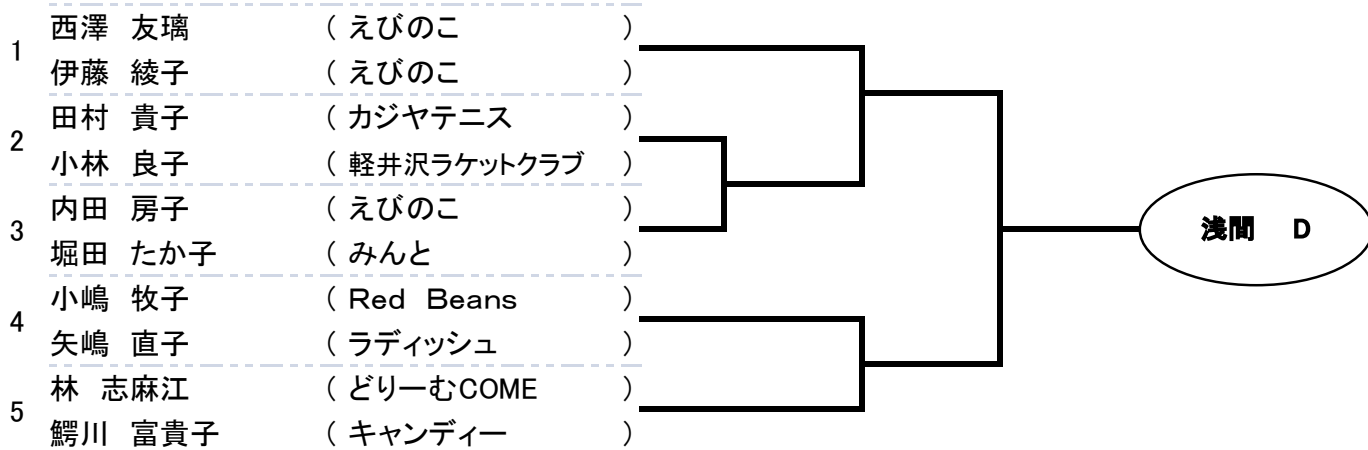 1
西澤 友璃 ( えびのこ )
伊藤 綾子 ( えびのこ )
2
田村 貴子 ( カジヤテニス )
小林 良子 ( 軽井沢ラケットクラブ )
3
内田 房子 ( えびのこ )
堀田 たか子 ( みんと )
4
小嶋 牧子 ( Red Beans )
矢嶋 直子 ( ラディッシュ )
5
林 志麻江 ( どりーむCOME )
鰐川 富貴子 ( キャンディー )
浅間 D